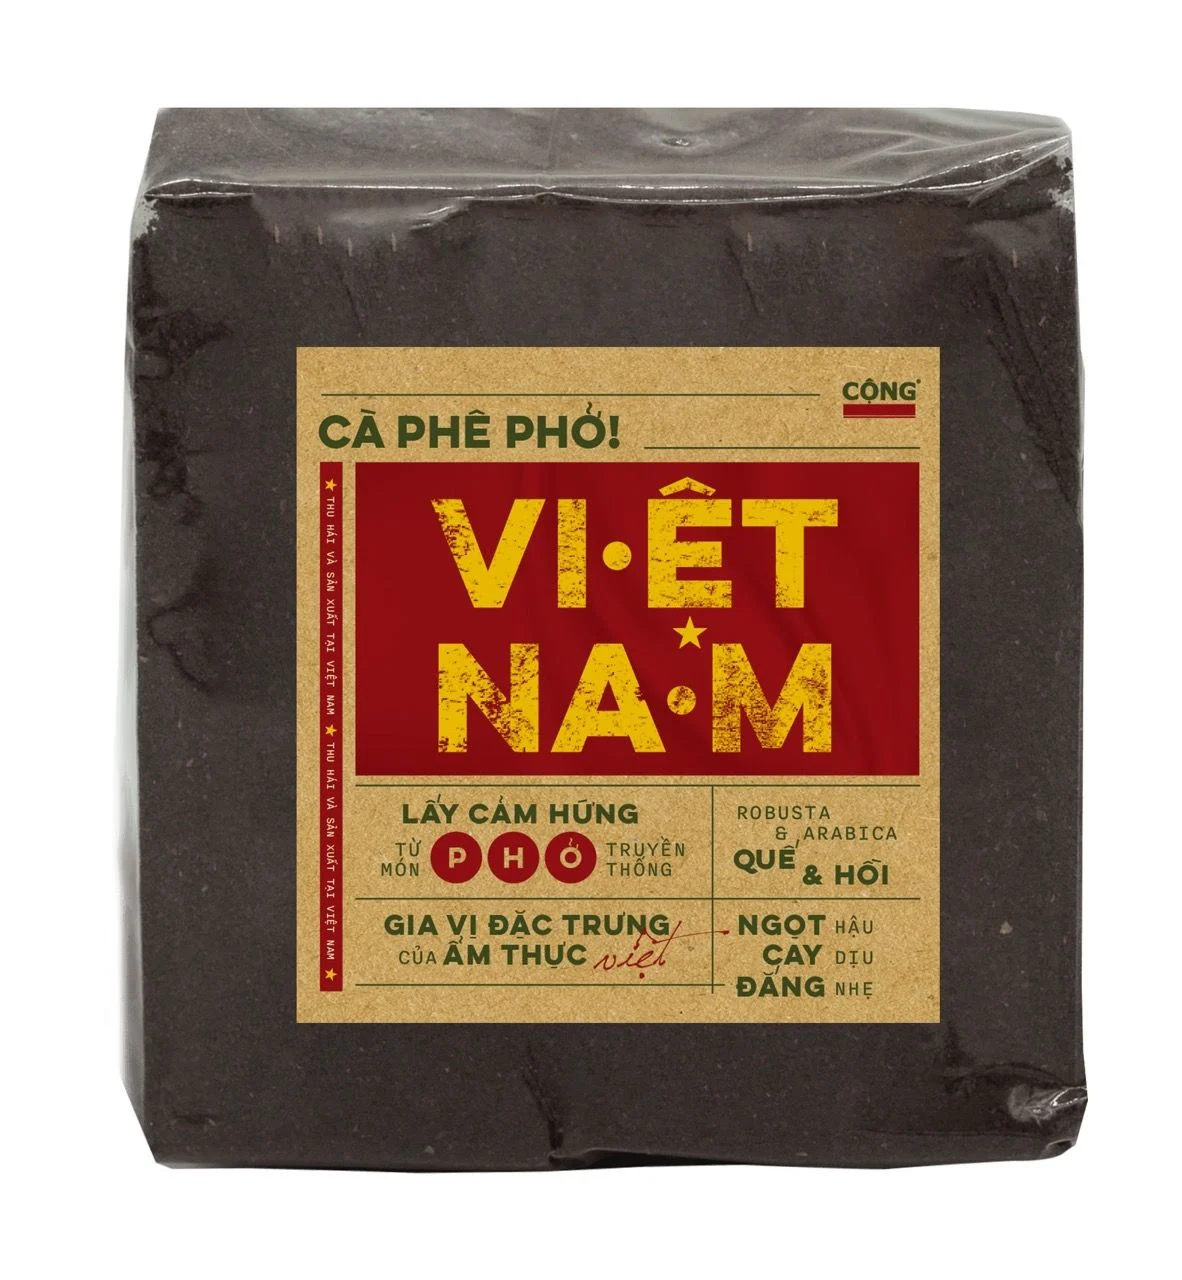 CỘNG®
CÀ PHÊ PHỞ!
★ THU HÁI VÀ SẢN XUẤT TẠI VIỆT NAM ★ THU HÁI VÀ SẢN XUẤT TẠI VIỆT NAM ★
VI•ỆT
NA•M
LẤY CẢM HỨNG
TỪ MÓN PHỞ TRUYỀN THỐNG
ROBUSTA
& ARABICA
QUẾ
& HỒI
GIA VỊ ĐẶC TRƯNG
CỦA ẨM THỰC việt
NGỌT HẬU
CAY DỊU
ĐẮNG NHẸ